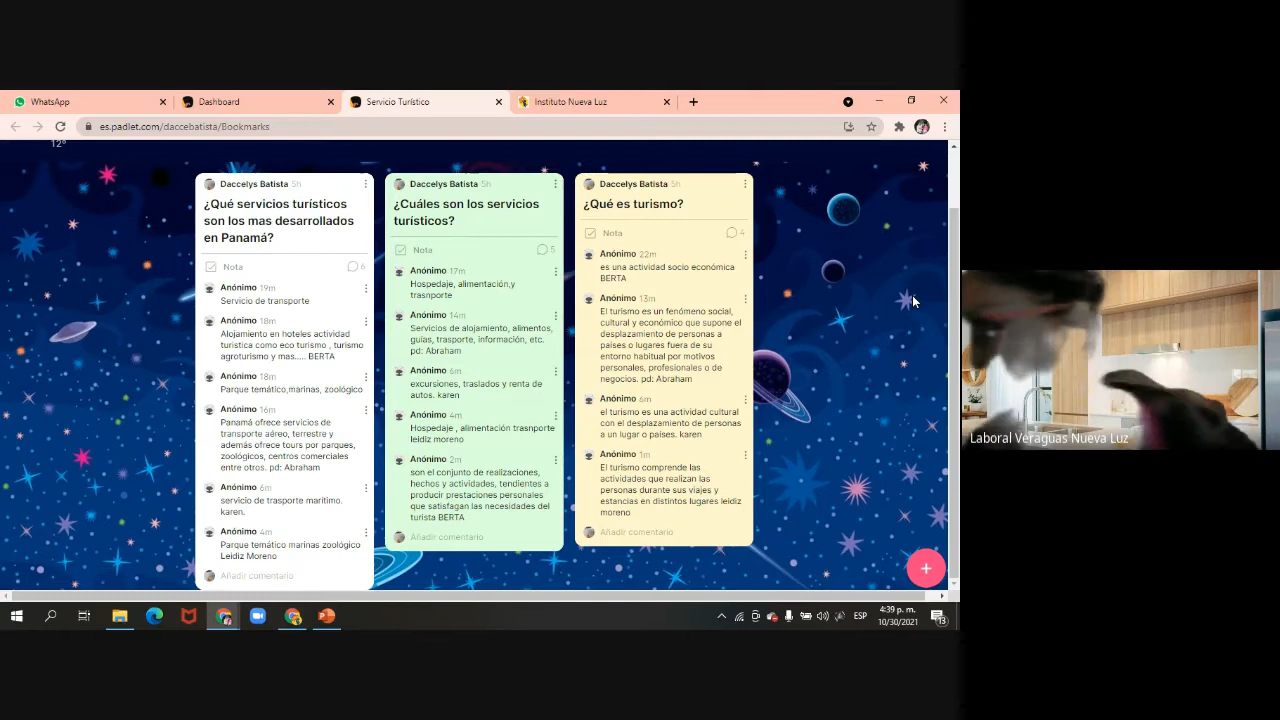 WhatsApp
Dashboard
Servicio Turístico
Instituto Nueva Luz
es.padlet.com/daccebatista/Bookmarks
12°
Daccelys Batista 5h
¿Qué servicios turísticos
son los mas desarrollados
en Panamá?
Nota
6
Anónimo 19m
Servicio de transporte
Anónimo 18m
Alojamiento en hoteles actividad
turistica como eco turismo , turismo
agroturismo y mas..... BERTA
Anónimo 18m
Parque temático,marinas, zoológico
Anónimo 16m
Panamá ofrece servicios de
transporte aéreo, terrestre y
además ofrece tours por parques,
zoológicos, centros comerciales
entre otros. pd: Abraham
Anónimo 6m
servicio de trasporte marítimo.
karen.
Anónimo 4m
Parque temático marinas zoológico
Leidiz Moreno
Añadir comentario
Daccelys Batista 5h
¿Cuáles son los servicios
turísticos?
Nota
5
Anónimo 17m
Hospedaje, alimentación,y
trasnporte
Anónimo 14m
Servicios de alojamiento, alimentos,
guías, trasporte, información, etc.
pd: Abraham
Anónimo 6m
excursiones, traslados y renta de
autos. karen
Anónimo 4m
Hospedaje , alimentación trasnporte
leidiz moreno
Anónimo 2m
son el conjunto de realizaciones,
hechos y actividades, tendientes a
producir prestaciones personales
que satisfagan las necesidades del
turista BERTA
Añadir comentario
Daccelys Batista 5h
¿Qué es turismo?
Nota
4
Anónimo 22m
es una actividad socio económica
BERTA
Anónimo 13m
El turismo es un fenómeno social,
cultural y económico que supone el
desplazamiento de personas a
países o lugares fuera de su
entorno habitual por motivos
personales, profesionales o de
negocios. pd: Abraham
Anónimo 6m
el turismo es una actividad cultural
con el desplazamiento de personas
a un lugar o países. karen
Anónimo 1m
El turismo comprende las
actividades que realizan las
personas durante sus viajes y
estancias en distintos lugares leidiz
moreno
Añadir comentario
Laboral Veraguas Nueva Luz
ESP
4:39 p. m.
10/30/2021
13